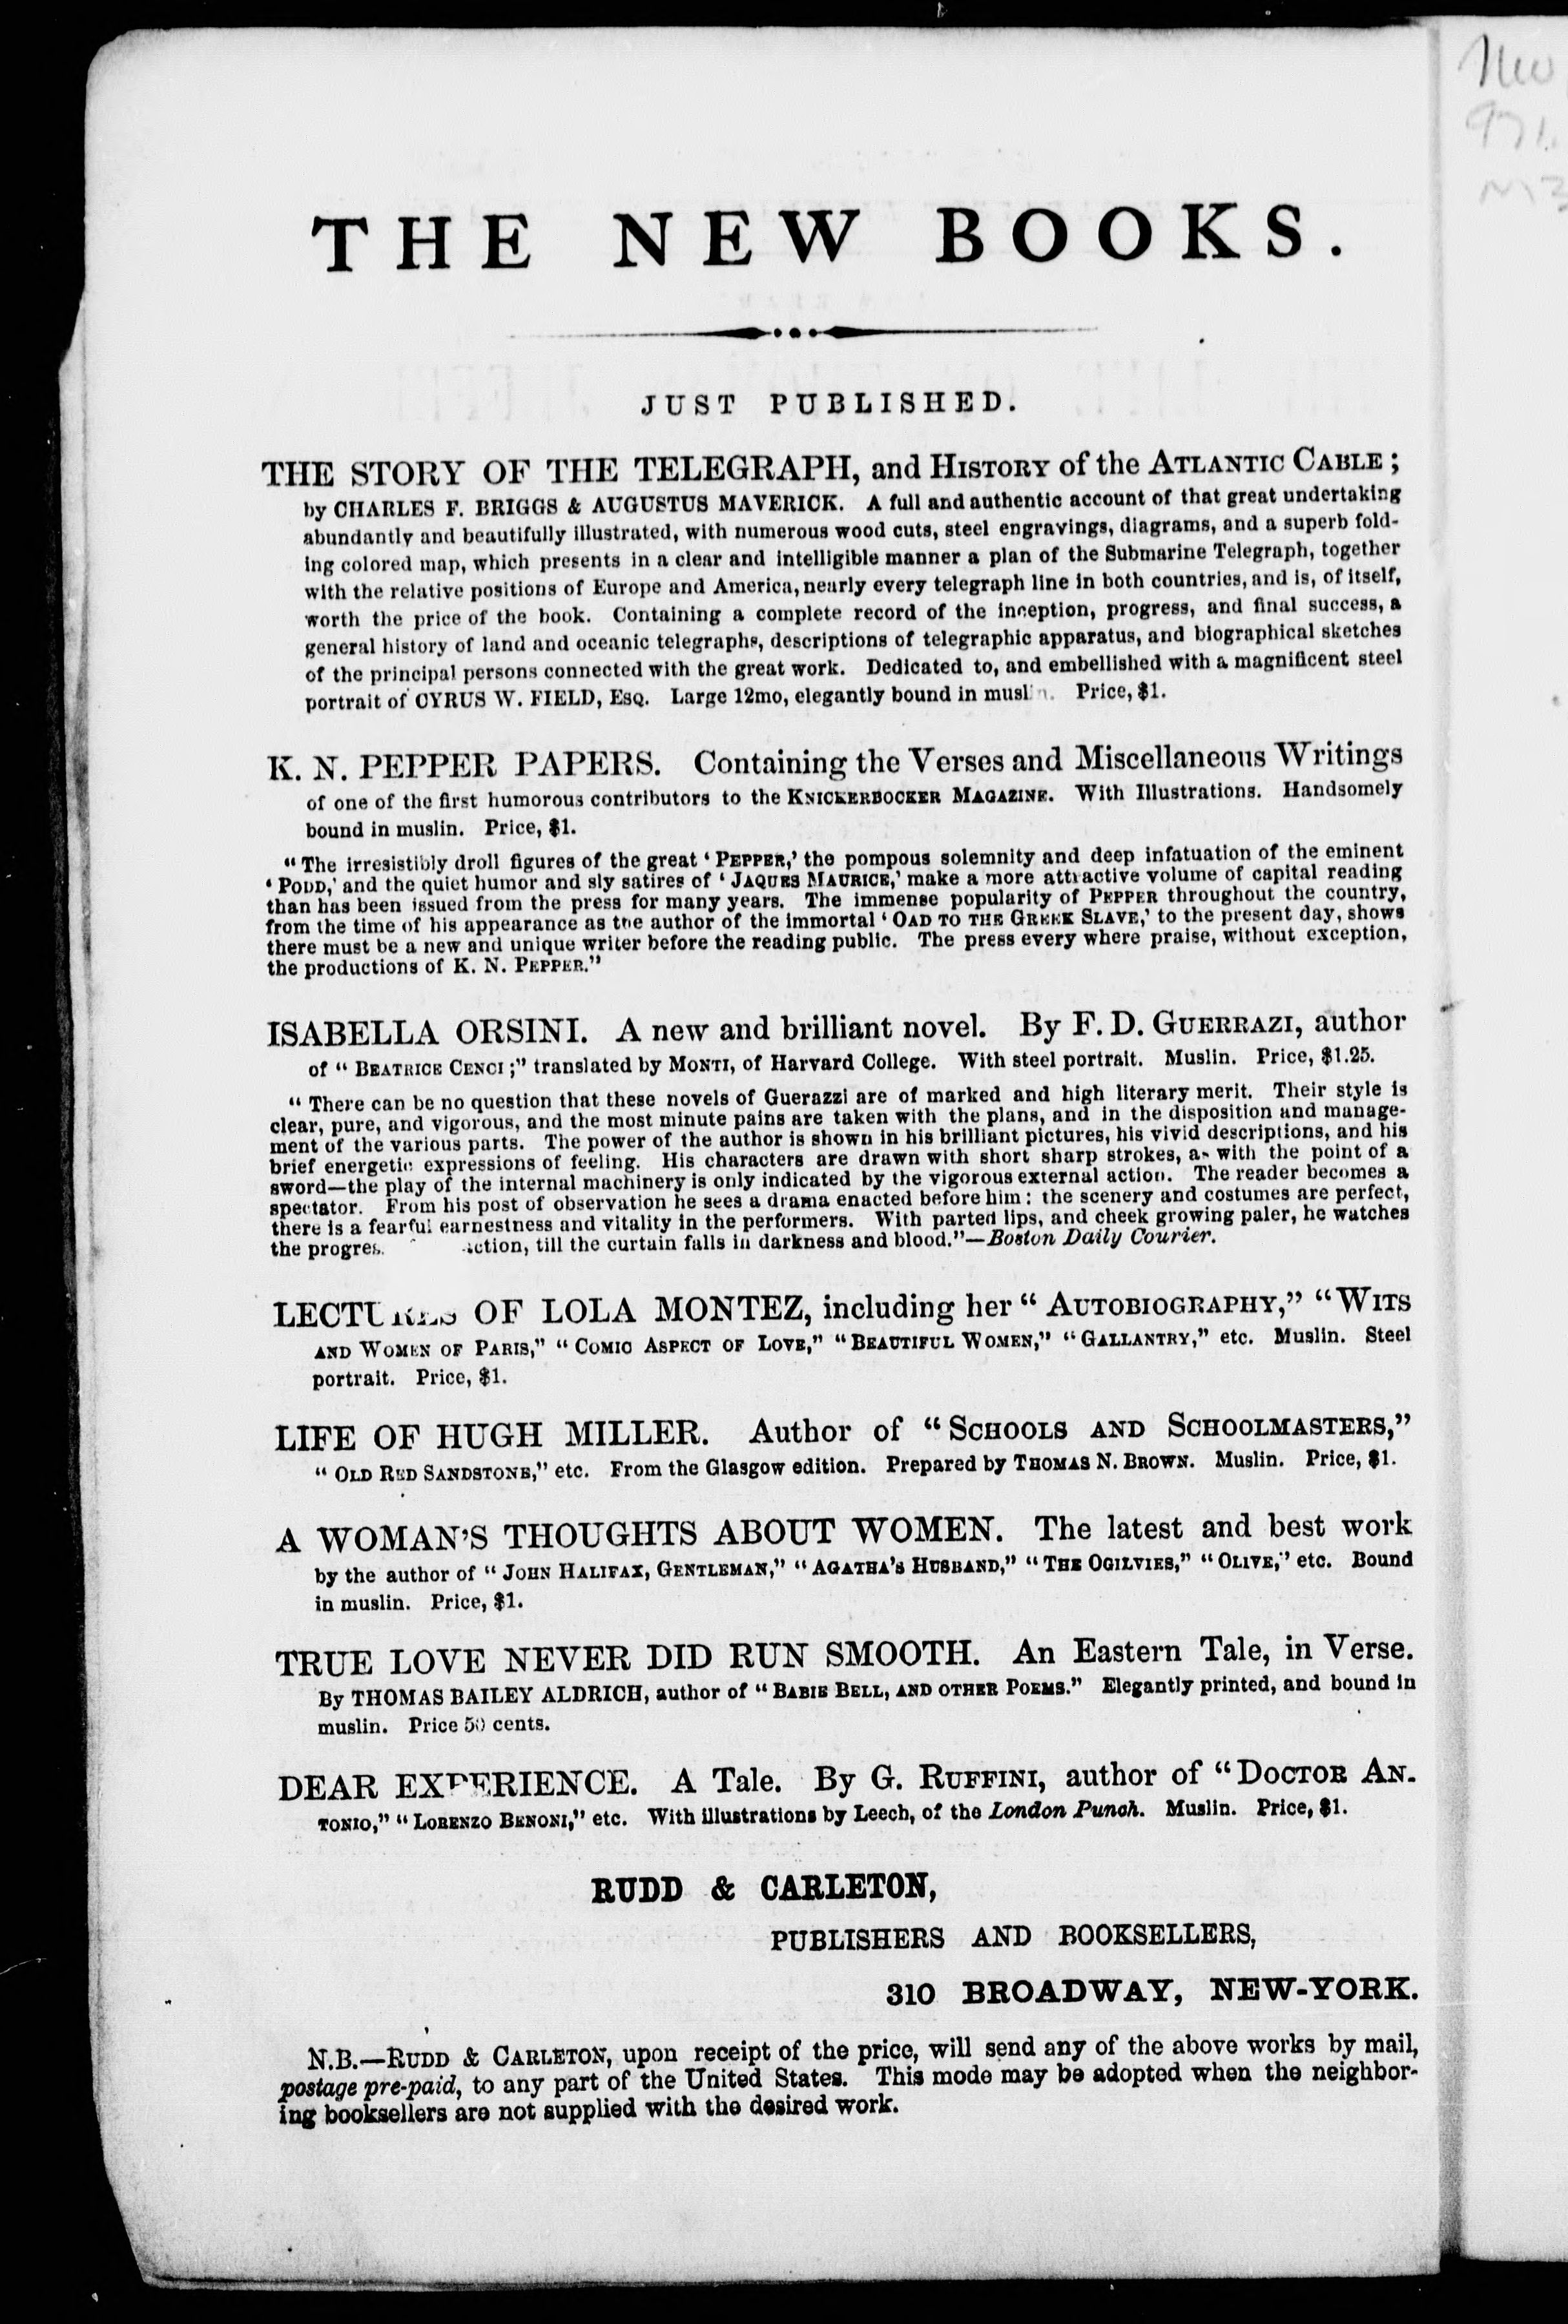 THE NEW BOOKS.
JUST PUBLISHED.
THE STORY OF THE TELEGRAPH, and HISTORY of the ATLANTIC CABLE;
by CHARLES F. BRIGGS & AUGUSTUS MAVERICK. A full and authentic account of that great undertaking
abundantly and beautifully illustrated, with numerous wood cuts, steel engravings, diagrams, and a superb fold-
ing colored map, which presents in a clear and intelligible manner a plan of the Submarine Telegraph, together
with the relative positions of Europe and America, nearly every telegraph line in both countries, and is, of itself,
worth the price of the book. Containing a complete record of the inception, progress, and final success, a
general history of land and oceanic telegraphs, descriptions of telegraphic apparatus, and biographical sketches
of the principal persons connected with the great work. Dedicated to, and embellished with a magnificent steel
portrait of CYRUS W. FIELD, ESQ. Large 12mo, elegantly bound in muslin. Price, $1.
K. N. PEPPER PAPERS. Containing the Verses and Miscellaneous Writings
of one of the first humorous contributors to the KNICKERBOCKER MAGAZINE. With Illustrations. Handsomely
bound in muslin. Price, $1.
"The irresistibly droll figures of the great 'PEPPER,' the pompous solemnity and deep infatuation of the eminent
'PODD,' and the quiet humor and sly satires of 'JAQUES MAURICE,' make a more attractive volume of capital reading
than has been issued from the press for many years. The immense popularity of PEPPER throughout the country,
from the time of his appearance as the author of the immortal 'OAD TO THE GREEK SLAVE,' to the present day, shows
there must be a new and unique writer before the reading public. The press every where praise, without exception,
the productions of K. N. PEPPER."
ISABELLA ORSINI. A new and brilliant novel. By F. D. GUERRAZI, author
of "BEATRICE CENCI;" translated by MONTI, of Harvard College. With steel portrait. Muslin. Price, $1.25.
"There can be no question that these novels of Guerazzi are of marked and high literary merit. Their style is
clear, pure, and vigorous, and the most minute pains are taken with the plans, and in the disposition and manage-
ment of the various parts. The power of the author is shown in his brilliant pictures, his vivid descriptions, and his
brief energetic expressions of feeling. His characters are drawn with short sharp strokes, as with the point of a
sword—the play of the internal machinery is only indicated by the vigorous external action. The reader becomes a
spectator. From his post of observation he sees a drama enacted before him: the scenery and costumes are perfect,
there is a fearful earnestness and vitality in the performers. With parted lips, and cheek growing paler, he watches
the progres action, till the curtain falls in darkness and blood."—Boston Daily Courier.
LECTURES OF LOLA MONTEZ, including her "AUTOBIOGRAPHY," "WITS
AND WOMEN OF PARIS," "COMIC ASPECT OF LOVE," "BEAUTIFUL WOMEN," "GALLANTRY," etc. Muslin. Steel
portrait. Price, $1.
LIFE OF HUGH MILLER. Author of "SCHOOLS AND SCHOOLMASTERS,"
"OLD RED SANDSTONE," etc. From the Glasgow edition. Prepared by THOMAS N. BROWN. Muslin. Price, $1.
A WOMAN'S THOUGHTS ABOUT WOMEN. The latest and best work
by the author of "JOHN HALIFAX, GENTLEMAN," "AGATHA'S HUSBAND," "THE OGILVIES," "OLIVE," etc. Bound
in muslin. Price, $1.
TRUE LOVE NEVER DID RUN SMOOTH. An Eastern Tale, in Verse.
By THOMAS BAILEY ALDRICH, author of "BABIE BELL, AND OTHER POEMS." Elegantly printed, and bound in
muslin. Price 50 cents.
DEAR EXPERIENCE. A Tale. By G. RUFFINI, author of "DOCTOR AN-
TONIO," "LORENZO BENONI," etc. With illustrations by Leech, of the London Punch. Muslin. Price, $1.
RUDD & CARLETON,
PUBLISHERS AND BOOKSELLERS,
310 BROADWAY, NEW-YORK.
N.B.—RUDD & CARLETON, upon receipt of the price, will send any of the above works by mail,
postage pre-paid, to any part of the United States. This mode may be adopted when the neighbor-
ing booksellers are not supplied with the desired work.